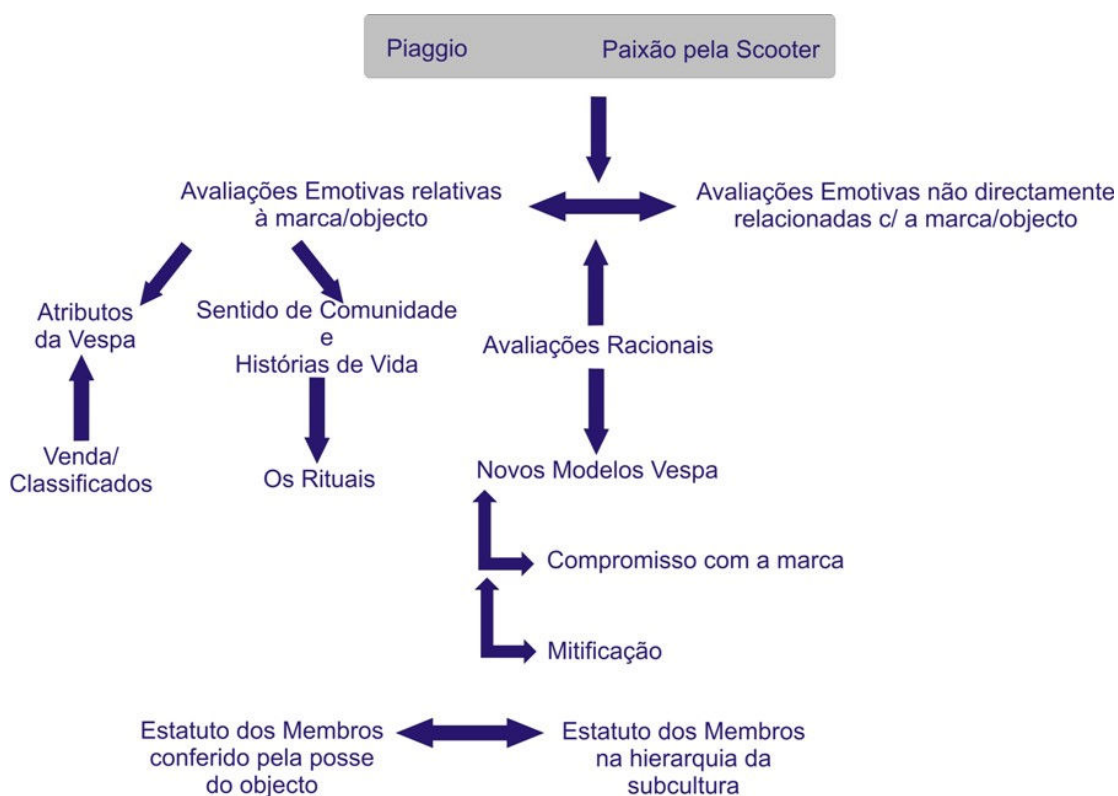 Piaggio
Paixão pela Scooter
Avaliações Emotivas relativas
à marca/objecto
Avaliações Emotivas não directamente
relacionadas c/ a marca/objecto
Atributos
da Vespa
Sentido de Comunidade
e
Histórias de Vida
Avaliações Racionais
Venda/
Classificados
Os Rituais
Novos Modelos Vespa
Compromisso com a marca
Mitificação
Estatuto dos Membros
conferido pela posse
do objecto
Estatuto dos Membros
na hierarquia da
subcultura